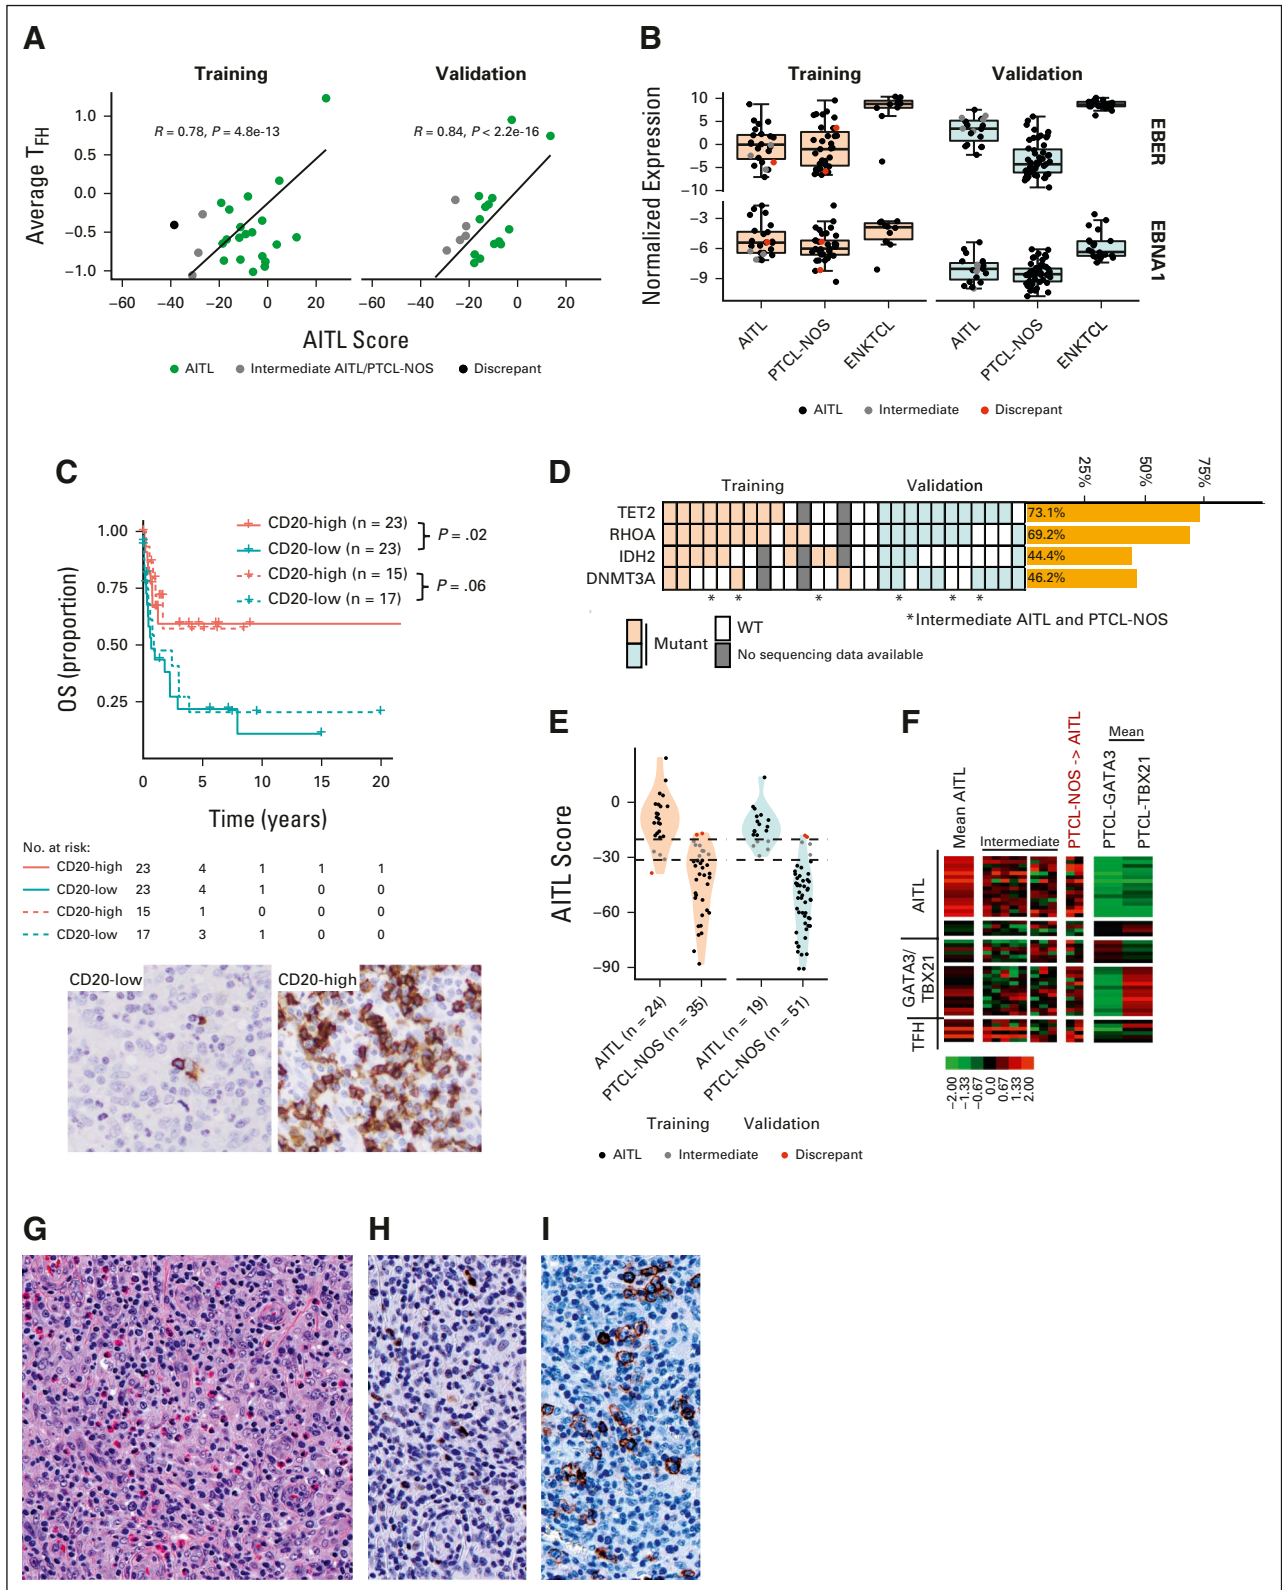 A
Training
Validation
Average TFH
1.0
0.5
0.0
−0.5
−1.0
R = 0.78, P = 4.8e-13
R = 0.84, P < 2.2e-16
−60 −40 −20 0 20
−60 −40 −20 0 20
AITL Score
AITL
Intermediate AITL/PTCL-NOS
Discrepant
B
Training
Validation
Normalized Expression
10
5
0
−5
−10
−3
−6
−9
EBER
EBNA1
AITL
PTCL-NOS
ENKTCL
AITL
PTCL-NOS
ENKTCL
AITL
Intermediate
Discrepant
C
OS (proportion)
1.00
0.75
0.50
0.25
CD20-high (n = 23)
CD20-low (n = 23)
P = .02
CD20-high (n = 15)
CD20-low (n = 17)
P = .06
0 5 10 15 20
Time (years)
No. at risk:
CD20-high 23 4 1 1 1
CD20-low 23 4 1 0 0
CD20-high 15 1 0 0 0
CD20-low 17 3 1 0 0
CD20-low
CD20-high
D
Training
Validation
25%
50%
75%
TET2
73.1%
RHOA
69.2%
IDH2
44.4%
DNMT3A
46.2%
* * * * * *
*Intermediate AITL and PTCL-NOS
Mutant
WT
No sequencing data available
E
AITL Score
0
−30
−60
−90
AITL (n = 24)
PTCL-NOS (n = 35)
AITL (n = 19)
PTCL-NOS (n = 51)
Training
Validation
AITL
Intermediate
Discrepant
F
Mean AITL
Intermediate
PTCL-NOS -> AITL
Mean
PTCL-GATA3
PTCL-TBX21
AITL
GATA3/
TBX21
TFH
−2.00
−1.33
−0.67
0.0
0.67
1.33
2.00
G
H
I